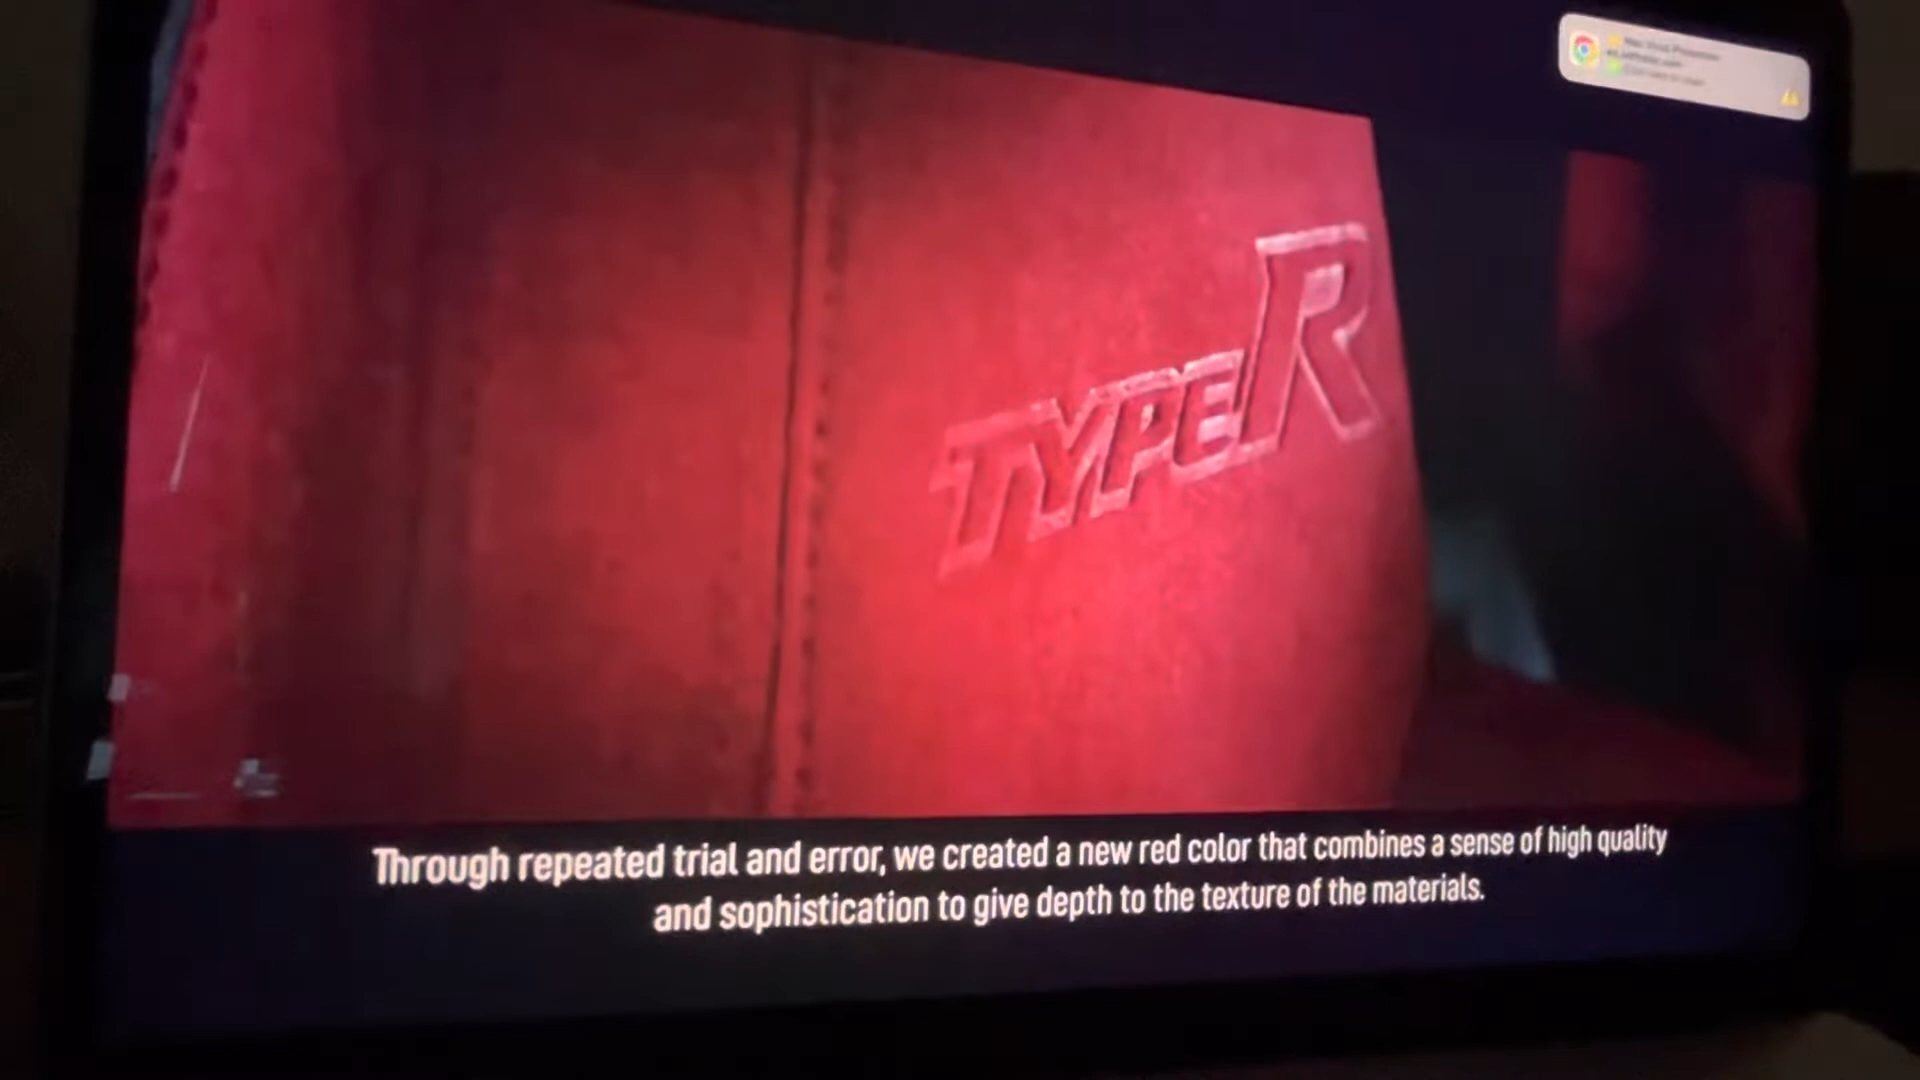 TYPE R
Through repeated trial and error, we created a new red color that combines a sense of high quality
and sophistication to give depth to the texture of the materials.